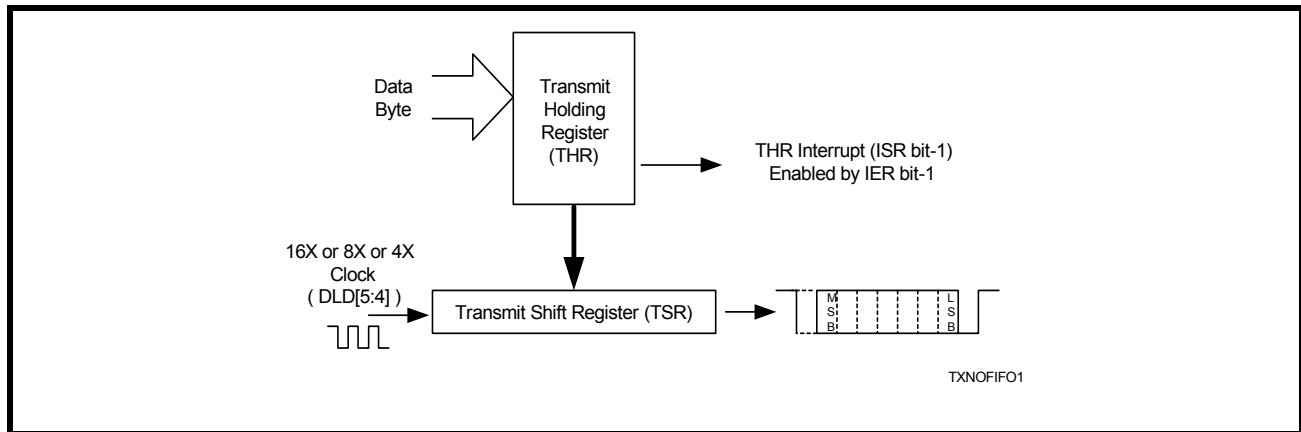 Data
Byte
Transmit
Holding
Register
(THR)
THR Interrupt (ISR bit-1)
Enabled by IER bit-1
16X or 8X or 4X
Clock
( DLD[5:4] )
Transmit Shift Register (TSR)
M
S
B
L
S
B
TXNOFIFO1